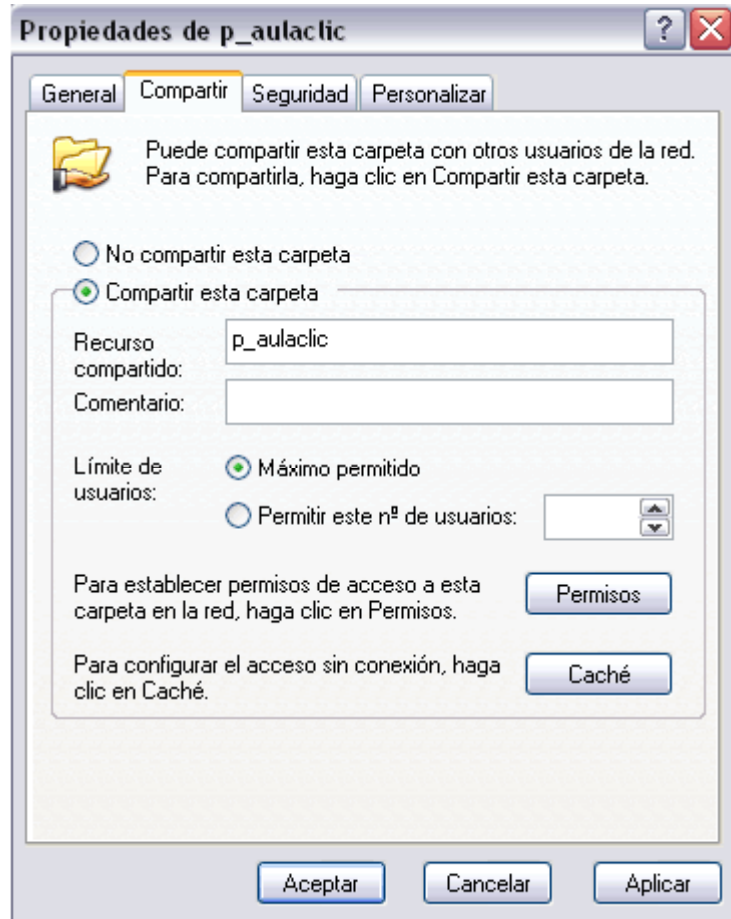 Propiedades de p_aulaclic
?
General Compartir Seguridad Personalizar
Puede compartir esta carpeta con otros usuarios de la red.
Para compartirla, haga clic en Compartir esta carpeta.
No compartir esta carpeta
Compartir esta carpeta
Recurso
compartido:
p_aulaclic
Comentario:
Límite de
usuarios:
Máximo permitido
Permitir este nº de usuarios:
Para establecer permisos de acceso a esta
carpeta en la red, haga clic en Permisos.
Permisos
Para configurar el acceso sin conexión, haga
clic en Caché.
Caché
Aceptar Cancelar Aplicar